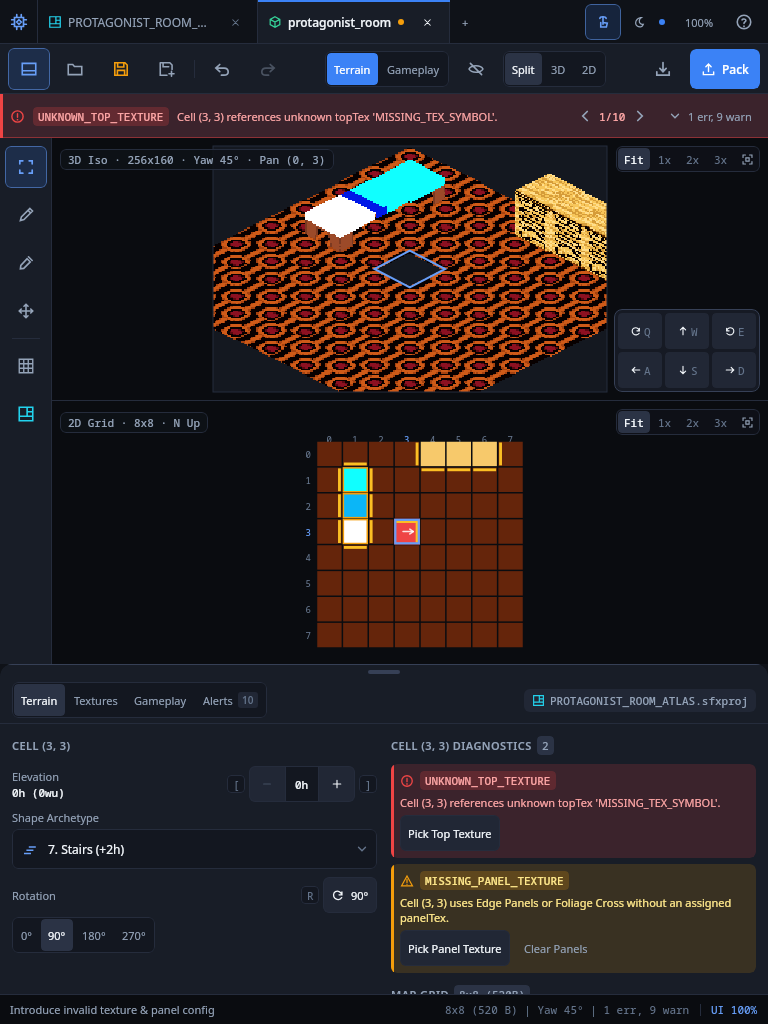 PROTAGONIST_ROOM_...
protagonist_room
100%
Terrain
Gameplay
Split
3D
2D
Pack
UNKNOWN_TOP_TEXTURE
Cell (3, 3) references unknown topTex 'MISSING_TEX_SYMBOL'.
1/10
1 err, 9 warn
3D Iso · 256x160 · Yaw 45° · Pan (0, 3)
Fit
1x
2x
3x
Q
W
E
A
S
D
2D Grid · 8x8 · N Up
Fit
1x
2x
3x
0 1 2 3 4 5 6 7
0
1
2
3
4
5
6
7
Terrain
Textures
Gameplay
Alerts 10
PROTAGONIST_ROOM_ATLAS.sfxproj
CELL (3, 3)
Elevation
0h (0wu)
[
−
0h
+
]
Shape Archetype
7. Stairs (+2h)
Rotation
R
90°
0°
90°
180°
270°
CELL (3, 3) DIAGNOSTICS 2
UNKNOWN_TOP_TEXTURE
Cell (3, 3) references unknown topTex 'MISSING_TEX_SYMBOL'.
Pick Top Texture
MISSING_PANEL_TEXTURE
Cell (3, 3) uses Edge Panels or Foliage Cross without an assigned
panelTex.
Pick Panel Texture
Clear Panels
MAP GRID 8x8 (520B)
Introduce invalid texture & panel config
8x8 (520 B) | Yaw 45° | 1 err, 9 warn
UI 100%